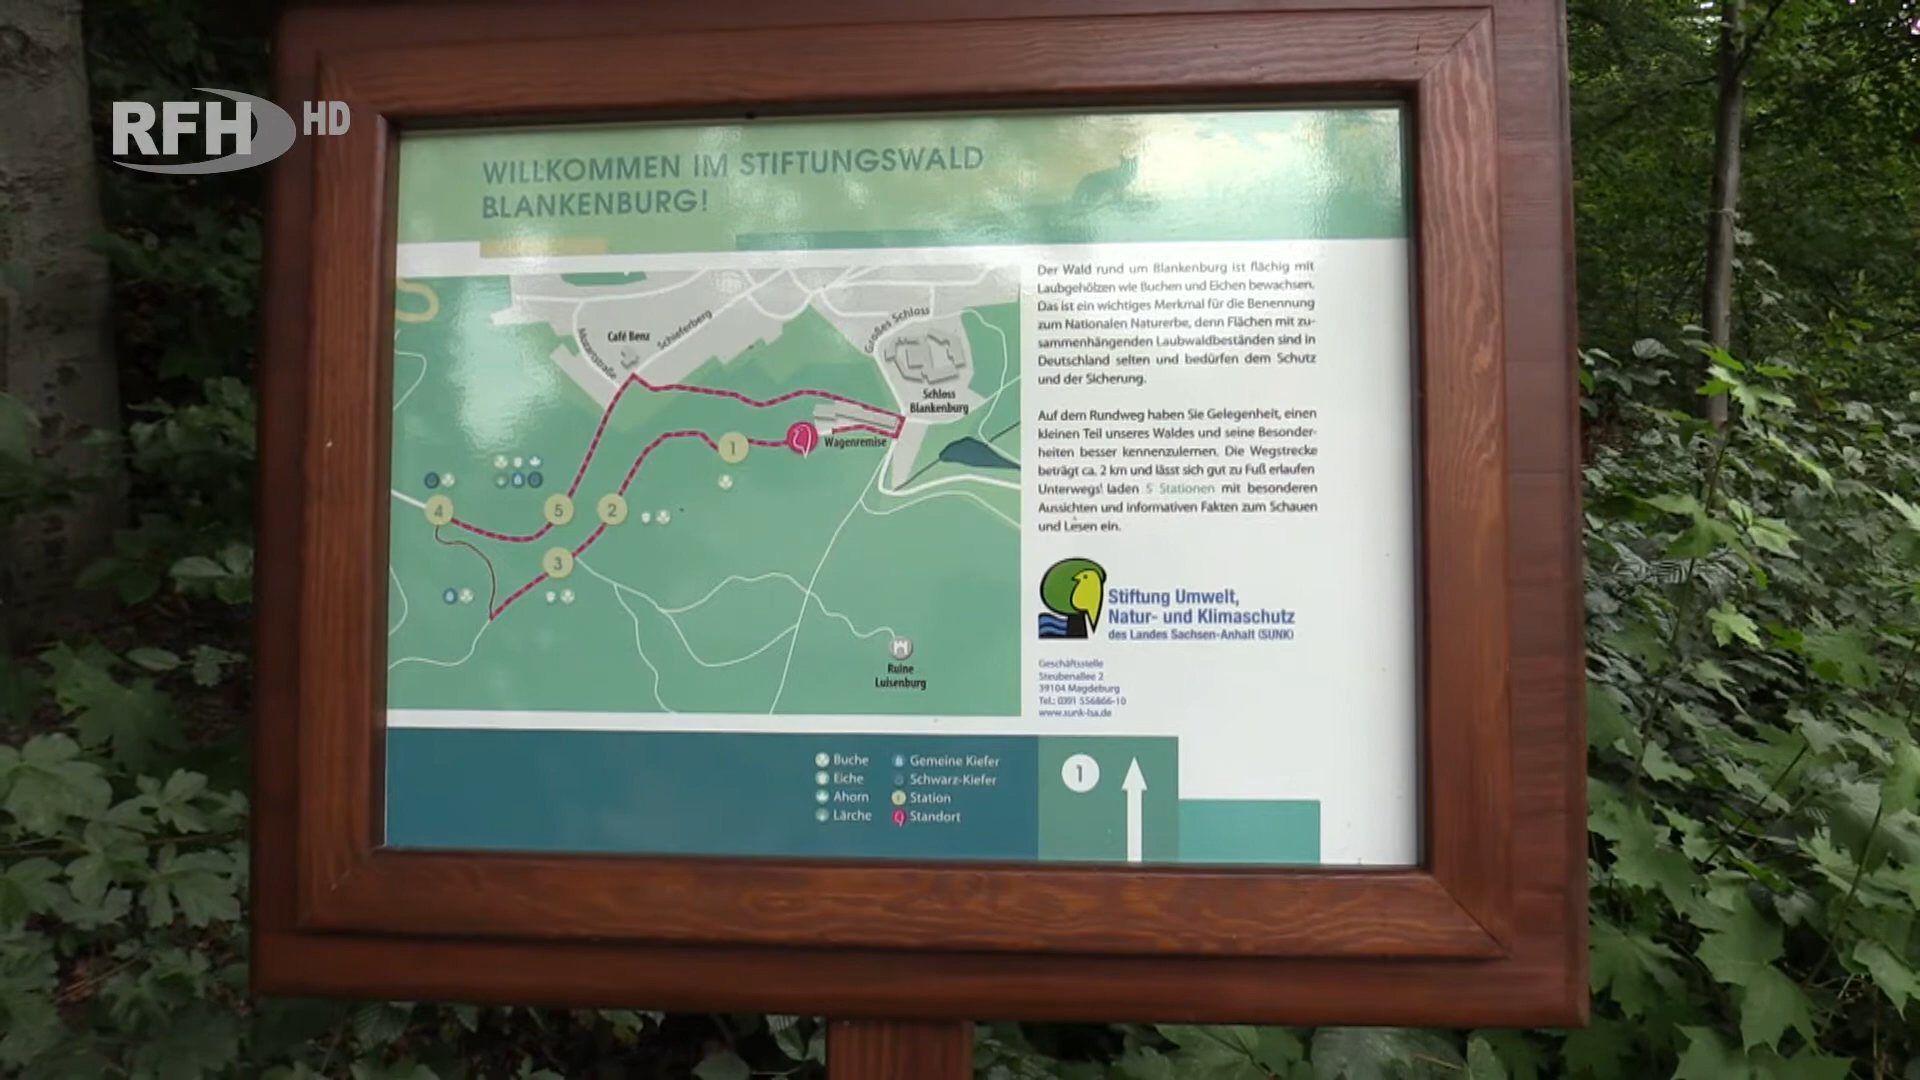 RFH HD
WILLKOMMEN IM STIFTUNGSWALD
BLANKENBURG!
Café Benz
Mozartstraße
Schieferberg
Großes Schloss
Schloss
Blankenburg
Wagenremise
1
2
3
4
5
Ruine
Luisenburg
Der Wald rund um Blankenburg ist flächig mit
Laubgehölzen wie Buchen und Eichen bewachsen.
Das ist ein wichtiges Merkmal für die Benennung
zum Nationalen Naturerbe, denn Flächen mit zu-
sammenhängenden Laubwaldbeständen sind in
Deutschland selten und bedürfen dem Schutz
und der Sicherung.
Auf dem Rundweg haben Sie Gelegenheit, einen
kleinen Teil unseres Waldes und seine Besonder-
heiten besser kennenzulernen. Die Wegstrecke
beträgt ca. 2 km und lässt sich gut zu Fuß erlaufen
Unterwegs laden 5 Stationen mit besonderen
Aussichten und informativen Fakten zum Schauen
und Lesen ein.
Stiftung Umwelt,
Natur- und Klimaschutz
des Landes Sachsen-Anhalt (SUNK)
Geschäftsstelle
Steubenallee 2
39104 Magdeburg
Tel.: 0391 556866-10
www.sunk-lsa.de
Buche
Eiche
Ahorn
Lärche
Gemeine Kiefer
Schwarz-Kiefer
Station
Standort
1